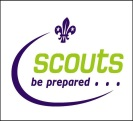 scouts
be prepared . . .